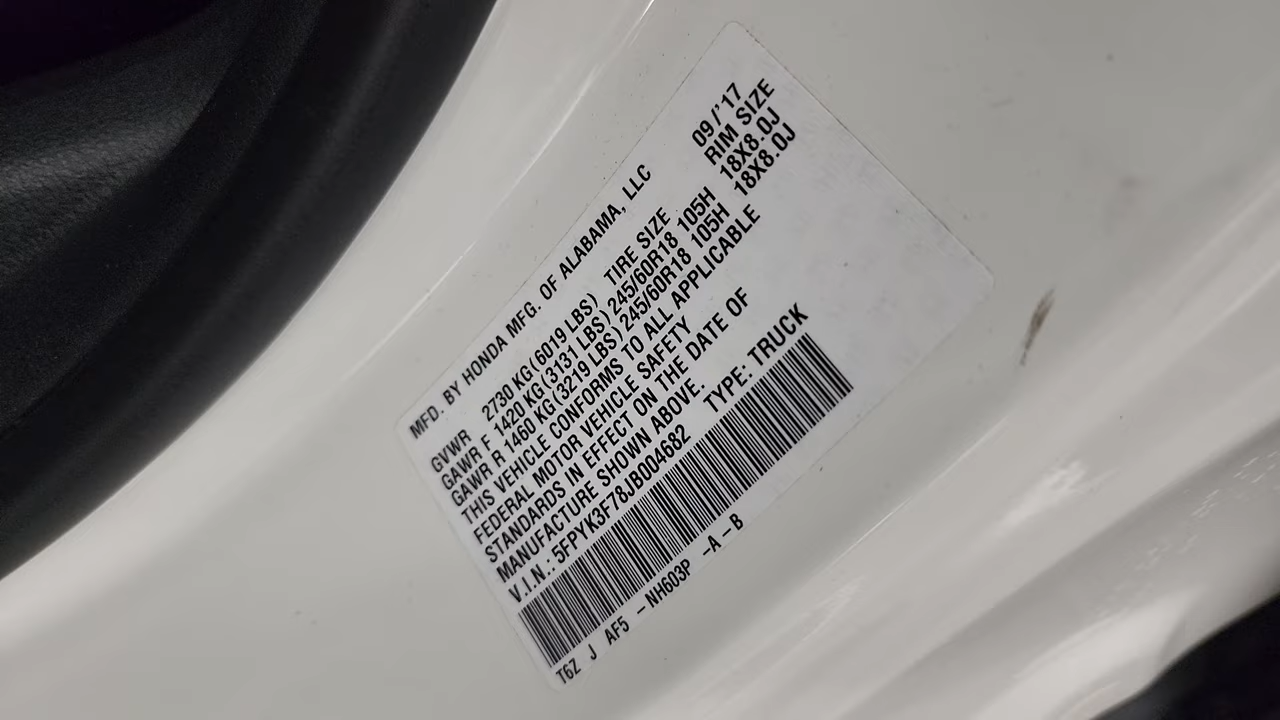 MFD. BY HONDA MFG. OF ALABAMA, LLC 09/'17
GVWR 2730 KG(6019 LBS) TIRE SIZE RIM SIZE
GAWR F 1420 KG(3131 LBS) 245/60R18 105H 18X8.0J
GAWR R 1460 KG(3219 LBS) 245/60R18 105H 18X8.0J
THIS VEHICLE CONFORMS TO ALL APPLICABLE
FEDERAL MOTOR VEHICLE SAFETY
STANDARDS IN EFFECT ON THE DATE OF
MANUFACTURE SHOWN ABOVE.
V.I.N.: 5FPYK3F78JB004682 TYPE: TRUCK
T6Z J AF5 -NH603P -A-B